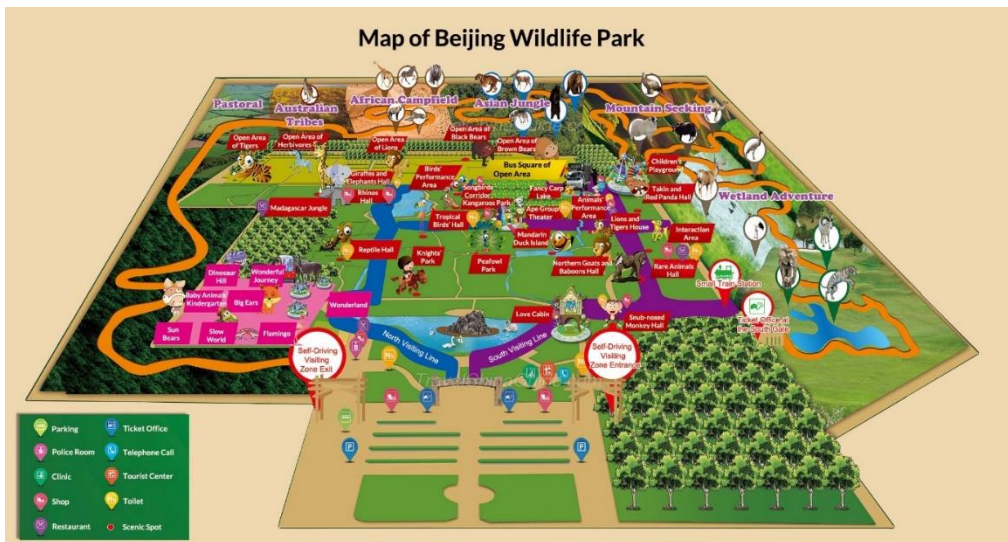 Map of Beijing Wildlife Park
Pastoral
Australian
Tribes
African Campfield
Asian Jungle
Mountain Seeking
Open Area
of Tigers
Open Area of
Herbivores
Open Area
of Lions
Open Area of
Black Bears
Open Area of
Brown Bears
Bus Square of
Open Area
Children's
Playground
Giraffes and
Elephants Hall
Birds'
Performance
Area
Rhinos
Hall
Songbirds
Corridor
Kangaroos Park
Fancy Carp
Lake
Animals'
Performance
Area
Takin and
Red Panda Hall
Wetland Adventure
Madagascar Jungle
Tropical
Birds' Hall
Ape Group
Theater
Lions and
Tigers House
Interaction
Area
Reptile Hall
Knights'
Park
Peafowl
Park
Mandarin
Duck Island
Northern Goats and
Baboons Hall
Rare Animals
Hall
Small Train Station
Dinosaur
Hill
Wonderful
Journey
Baby Animals
Kindergarten
Big Ears
Wonderland
Sun
Bears
Slow
World
Flamingo
Love Cabin
Snub-nosed
Monkey Hall
Ticket Office at
the South Gate
North Visiting Line
South Visiting Line
Self-Driving
Visiting
Zone Exit
Self-Driving
Visiting
Zone Entrance
TravelChinaGuide.com
P
P
Parking
Ticket Office
Police Room
Telephone Call
Clinic
Tourist Center
Shop
Toilet
Restaurant
Scenic Spot